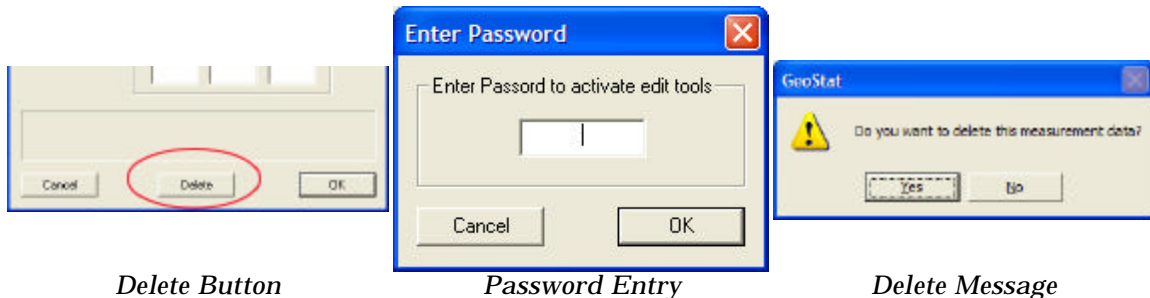 Cancel
Delete
OK
Enter Password
Enter Passord to activate edit tools
Cancel
OK
GeoStat
Do you want to delete this measurement data?
Yes
No
Delete Button
Password Entry
Delete Message